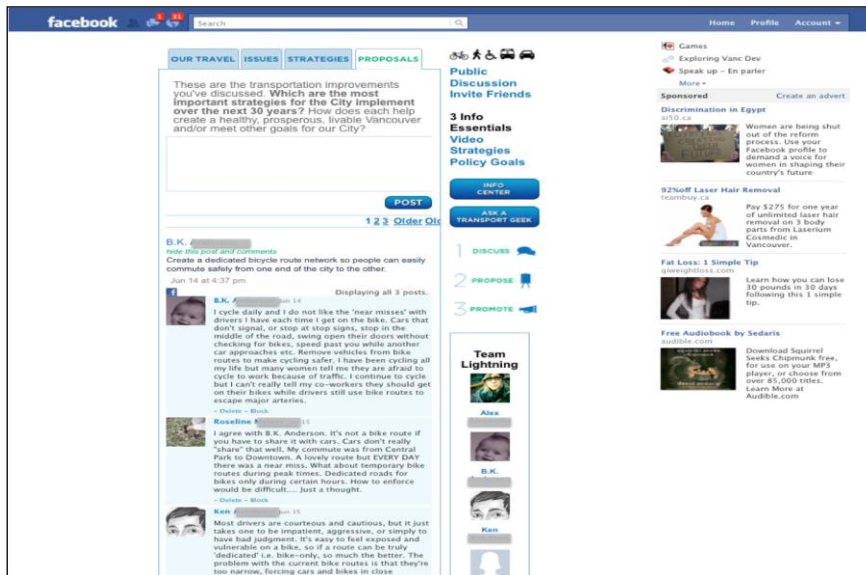 facebook
1
31
Search
Home Profile Account
OUR TRAVEL ISSUES STRATEGIES PROPOSALS
These are the transportation improvements
you've discussed. Which are the most
important strategies for the City implement
over the next 30 years? How does each help
create a healthy, prosperous, livable Vancouver
and/or meet other goals for our City?
POST
1 2 3 Older Old
B.K. A
hide this post and comments
Create a dedicated bicycle route network so people can easily
commute safely from one end of the city to the other.
Jun 14 at 4:37 pm
Displaying all 3 posts.
B.K. Jun 14
I cycle daily and I do not like the 'near misses' with
drivers I have each time I get on the bike. Cars that
don't signal, or stop at stop signs, stop in the
middle of the road, swing open their doors without
checking for bikes, speed past you while another
car approaches etc. Remove vehicles from bike
routes to make cycling safer. I have been cycling all
my life but many women tell me they are afraid to
cycle to work because of traffic. I continue to cycle
but I can't really tell my co-workers they should get
on their bikes while drivers still use bike routes to
escape major arteries.
- Delete - Block
Roseline 15
I agree with B.K. Anderson. It's not a bike route if
you have to share it with cars. Cars don't really
"share" that well. My commute was from Central
Park to Downtown. A lovely route but EVERY DAY
there was a near miss. What about temporary bike
routes during peak times. Dedicated roads for
bikes only during certain hours. How to enforce
would be difficult.... Just a thought.
- Delete - Block
Ken Jun 15
Most drivers are courteous and cautious, but it just
takes one to be impatient, aggressive, or simply to
have bad judgment. It's easy to feel exposed and
vulnerable on a bike, so if a route can be truly
'dedicated' i.e. bike-only, so much the better. The
problem with the current bike routes is that they're
too narrow, forcing cars and bikes in close
Public
Discussion
Invite Friends
3 Info
Essentials
Video
Strategies
Policy Goals
INFO
CENTER
ASK A
TRANSPORT GEEK
1 DISCUSS
2 PROPOSE
3 PROMOTE
Team
Lightning
Alex
B.K.
Ken
Games
Exploring Vanc Dev
Speak up - En parler
More
Sponsored Create an advert
Discrimination in Egypt
ai50.ca
Women are being shut
out of the reform
process. Use your
Facebook profile to
demand a voice for
women in shaping their
country's future
92%off Laser Hair Removal
teambuy.ca
Pay $275 for one year
of unlimited laser hair
removal on 3 body
parts from Laserium
Cosmedic in
Vancouver.
Fat Loss: 1 Simple Tip
qiweightloss.com
Learn how you can lose
30 pounds in 30 days
following this 1 simple
tip.
Free Audiobook by Sedaris
audible.com
Download Squirrel
Seeks Chipmunk free,
for use on your MP3
player, or choose from
over 85,000 titles.
Learn More at
Audible.com